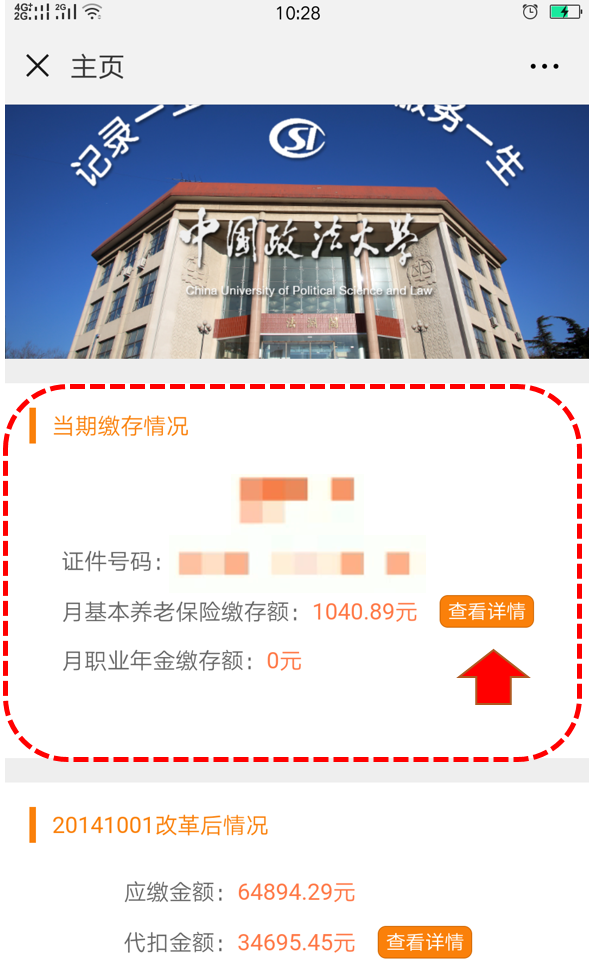 4G+ 2G
2G
10:28
主页
记录一生
服务一生
CSI
中国政法大学
China University of Political Science and Law
当期缴存情况
证件号码：
月基本养老保险缴存额：1040.89元 查看详情
月职业年金缴存额：0元
20141001改革后情况
应缴金额：64894.29元
代扣金额：34695.45元 查看详情